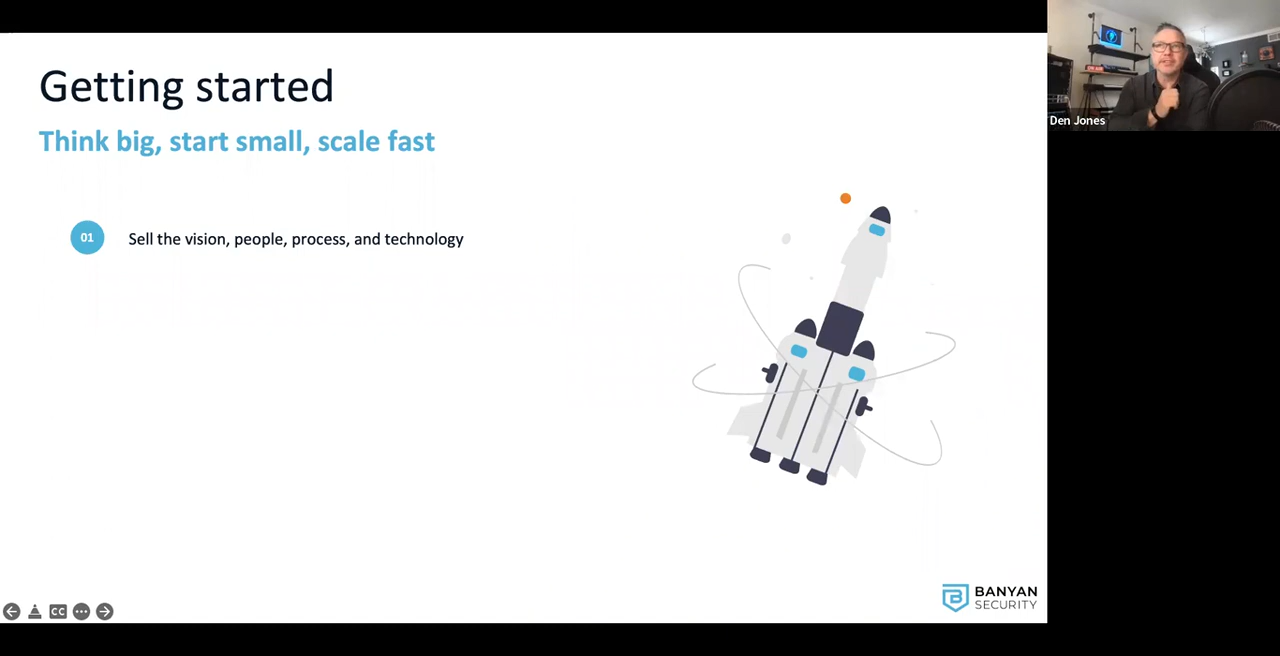 Getting started
Think big, start small, scale fast
01
Sell the vision, people, process, and technology
Den Jones
CC
BANYAN
SECURITY